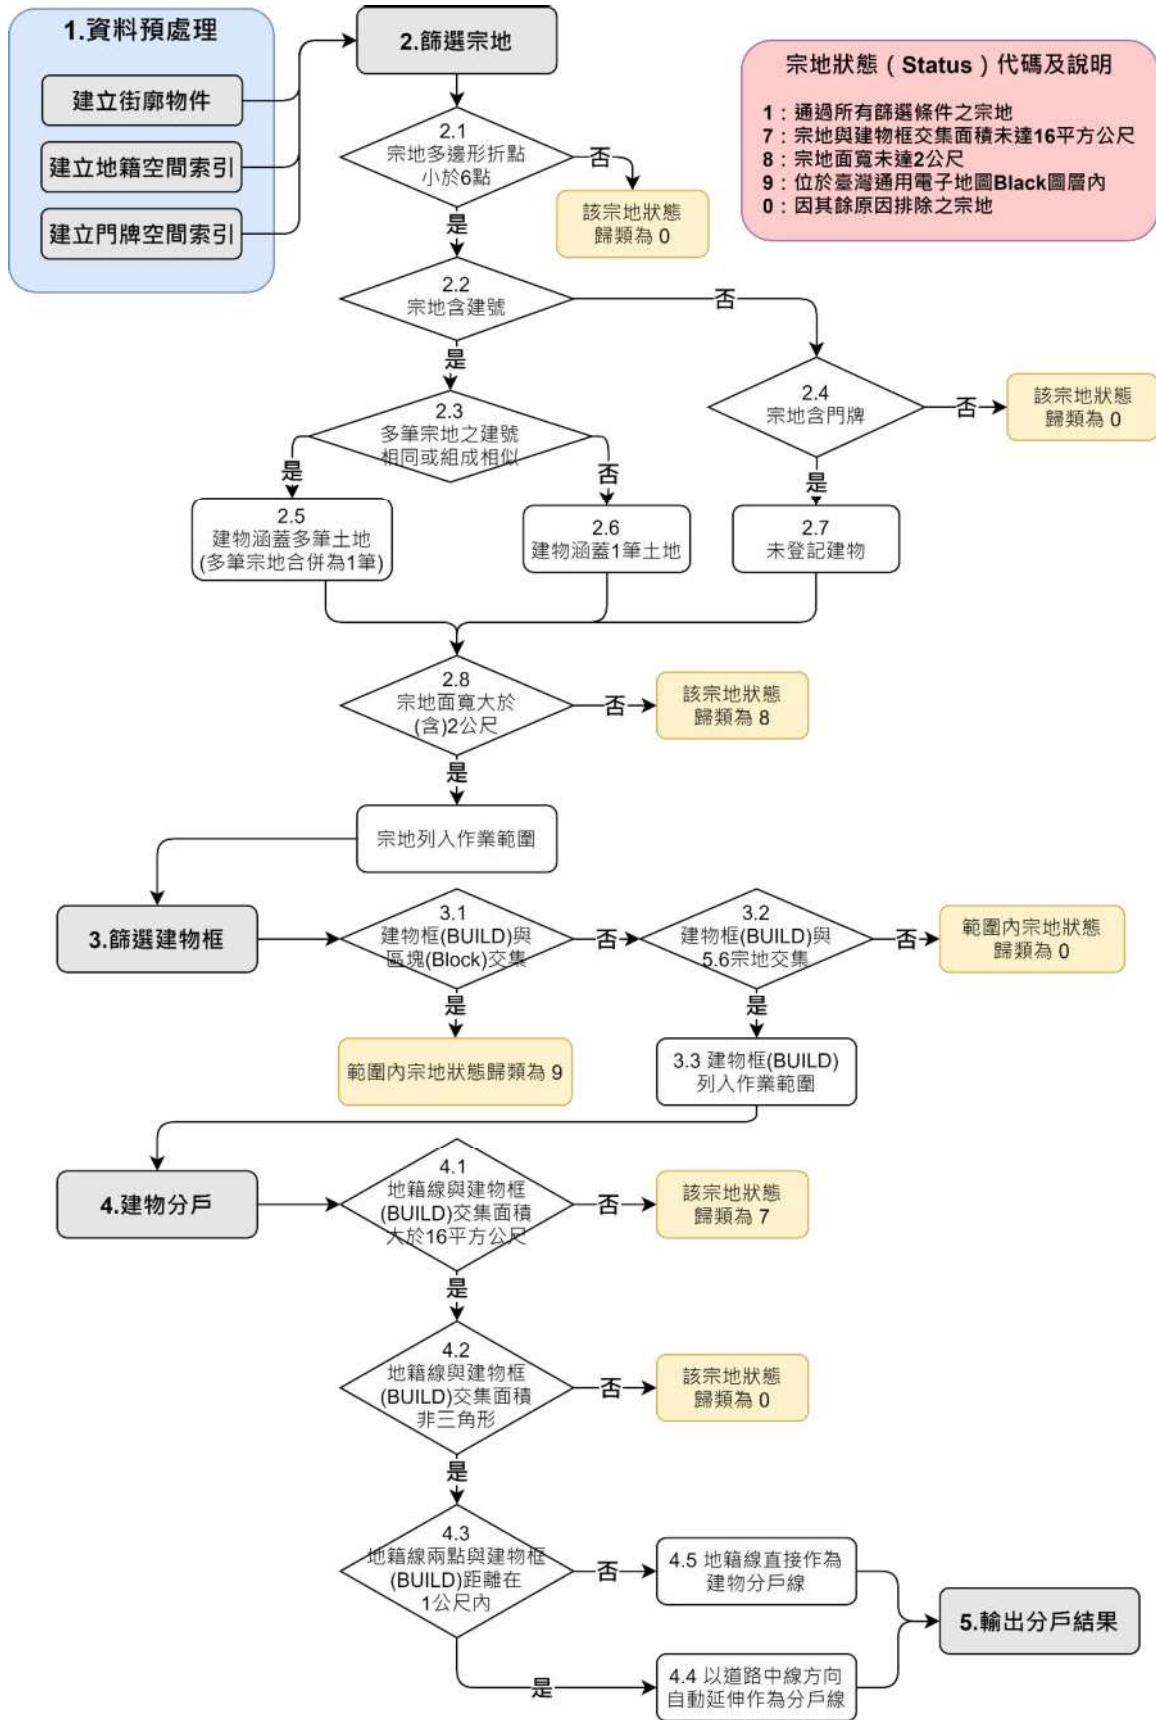 1.資料預處理
建立街廓物件
建立地籍空間索引
建立門牌空間索引
2.篩選宗地
宗地狀態（Status）代碼及說明
1：通過所有篩選條件之宗地
7：宗地與建物框交集面積未達16平方公尺
8：宗地面寬未達2公尺
9：位於臺灣通用電子地圖Black圖層內
0：因其餘原因排除之宗地
2.1
宗地多邊形折點
小於6點
否
該宗地狀態
歸類為 0
是
2.2
宗地含建號
否
是
2.3
多筆宗地之建號
相同或組成相似
2.4
宗地含門牌
否
該宗地狀態
歸類為 0
是
否
是
2.5
建物涵蓋多筆土地
(多筆宗地合併為1筆)
2.6
建物涵蓋1筆土地
2.7
未登記建物
2.8
宗地面寬大於
(含)2公尺
否
該宗地狀態
歸類為 8
是
宗地列入作業範圍
3.篩選建物框
3.1
建物框(BUILD)與
區塊(Block)交集
否
3.2
建物框(BUILD)與
5.6宗地交集
否
範圍內宗地狀態
歸類為 0
是
是
範圍內宗地狀態歸類為 9
3.3 建物框(BUILD)
列入作業範圍
4.建物分戶
4.1
地籍線與建物框
(BUILD)交集面積
大於16平方公尺
否
該宗地狀態
歸類為 7
是
4.2
地籍線與建物框
(BUILD)交集面積
非三角形
否
該宗地狀態
歸類為 0
是
4.3
地籍線兩點與建物框
(BUILD)距離在
1公尺內
否
4.5 地籍線直接作為
建物分戶線
5.輸出分戶結果
是
4.4 以道路中線方向
自動延伸作為分戶線